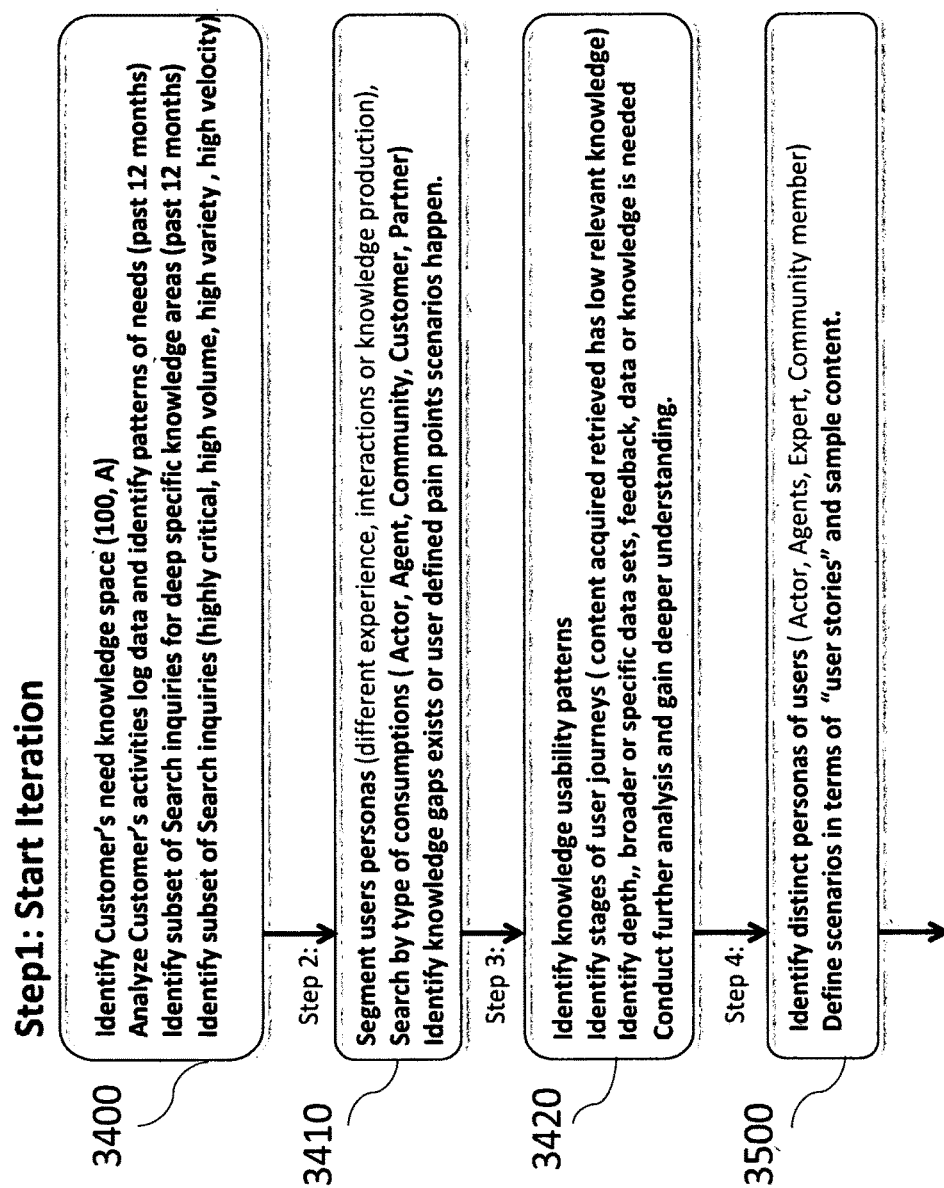 Step1: Start Iteration
3400
Identify Customer's need knowledge space (100, A)
Analyze Customer's activities log data and identify patterns of needs (past 12 months)
Identify subset of Search inquiries for deep specific knowledge areas (past 12 months)
Identify subset of Search inquiries (highly critical, high volume, high variety , high velocity)
Step 2:
3410
Segment users personas (different experience, interactions or knowledge production),
Search by type of consumptions ( Actor, Agent, Community, Customer, Partner)
Identify knowledge gaps exists or user defined pain points scenarios happen.
Step 3:
3420
Identify knowledge usability patterns
Identify stages of user journeys ( content acquired retrieved has low relevant knowledge)
Identify depth,, broader or specific data sets, feedback, data or knowledge is needed
Conduct further analysis and gain deeper understanding.
Step 4:
3500
Identify distinct personas of users ( Actor, Agents, Expert, Community member)
Define scenarios in terms of "user stories" and sample content.